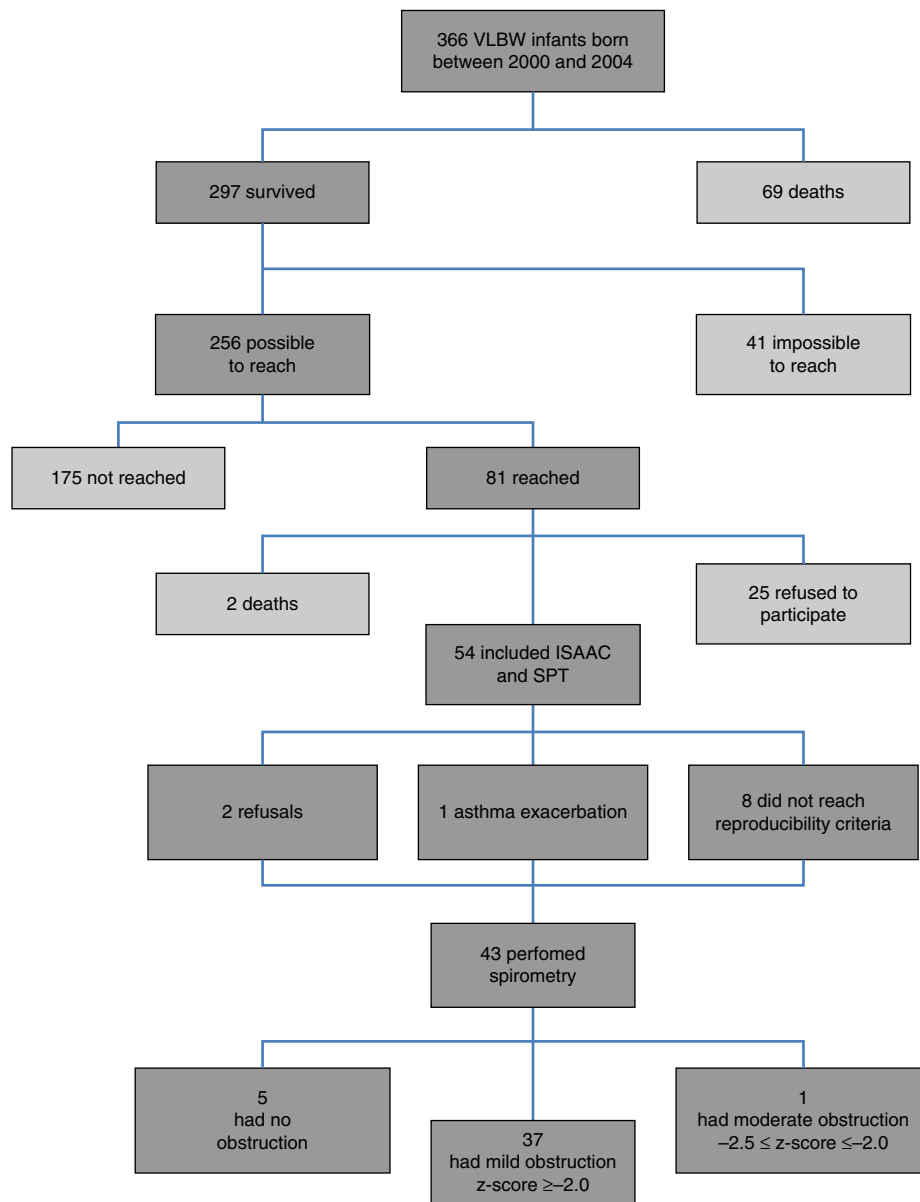 366 VLBW infants born
between 2000 and 2004
297 survived
69 deaths
256 possible
to reach
41 impossible
to reach
175 not reached
81 reached
2 deaths
25 refused to
participate
54 included ISAAC
and SPT
2 refusals
1 asthma exacerbation
8 did not reach
reproducibility criteria
43 perfomed
spirometry
5
had no
obstruction
37
had mild obstruction
z-score ≥–2.0
1
had moderate obstruction
–2.5 ≤ z-score ≤–2.0